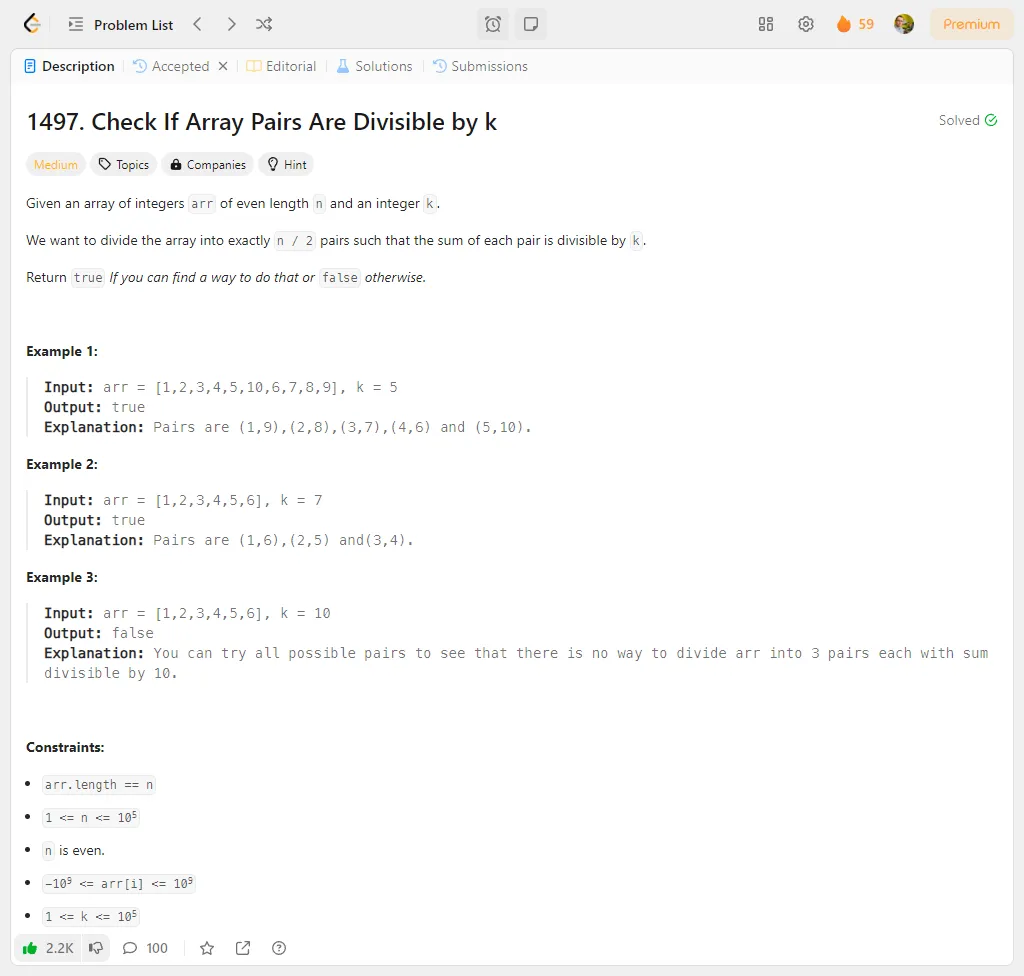 Problem List
59
Premium
Description Accepted Editorial Solutions Submissions
1497. Check If Array Pairs Are Divisible by k
Solved
Medium Topics Companies Hint
Given an array of integers arr of even length n and an integer k.
We want to divide the array into exactly n / 2 pairs such that the sum of each pair is divisible by k.
Return true If you can find a way to do that or false otherwise.
Example 1:
Input: arr = [1,2,3,4,5,10,6,7,8,9], k = 5
Output: true
Explanation: Pairs are (1,9),(2,8),(3,7),(4,6) and (5,10).
Example 2:
Input: arr = [1,2,3,4,5,6], k = 7
Output: true
Explanation: Pairs are (1,6),(2,5) and(3,4).
Example 3:
Input: arr = [1,2,3,4,5,6], k = 10
Output: false
Explanation: You can try all possible pairs to see that there is no way to divide arr into 3 pairs each with sum
divisible by 10.
Constraints:
• arr.length == n
• 1 <= n <= 10⁵
• n is even.
• -10⁹ <= arr[i] <= 10⁹
• 1 <= k <= 10⁵
2.2K 100